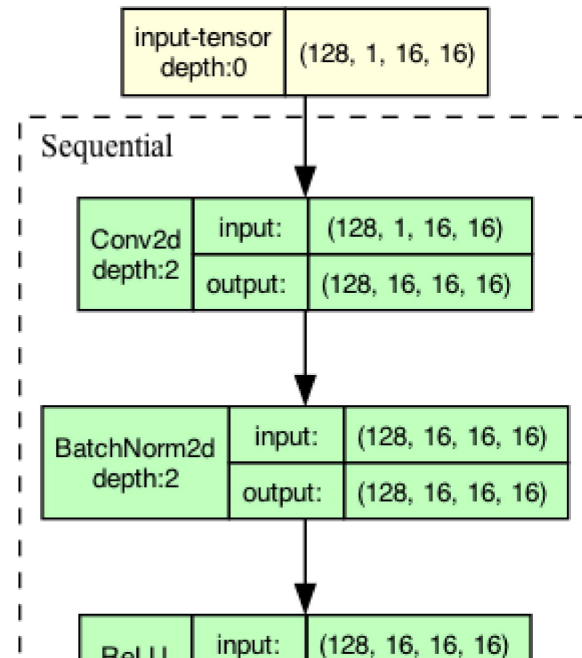 input-tensor
depth:0
(128, 1, 16, 16)
Sequential
Conv2d
depth:2
input:
(128, 1, 16, 16)
output:
(128, 16, 16, 16)
BatchNorm2d
depth:2
input:
(128, 16, 16, 16)
output:
(128, 16, 16, 16)
ReLU
input:
(128, 16, 16, 16)